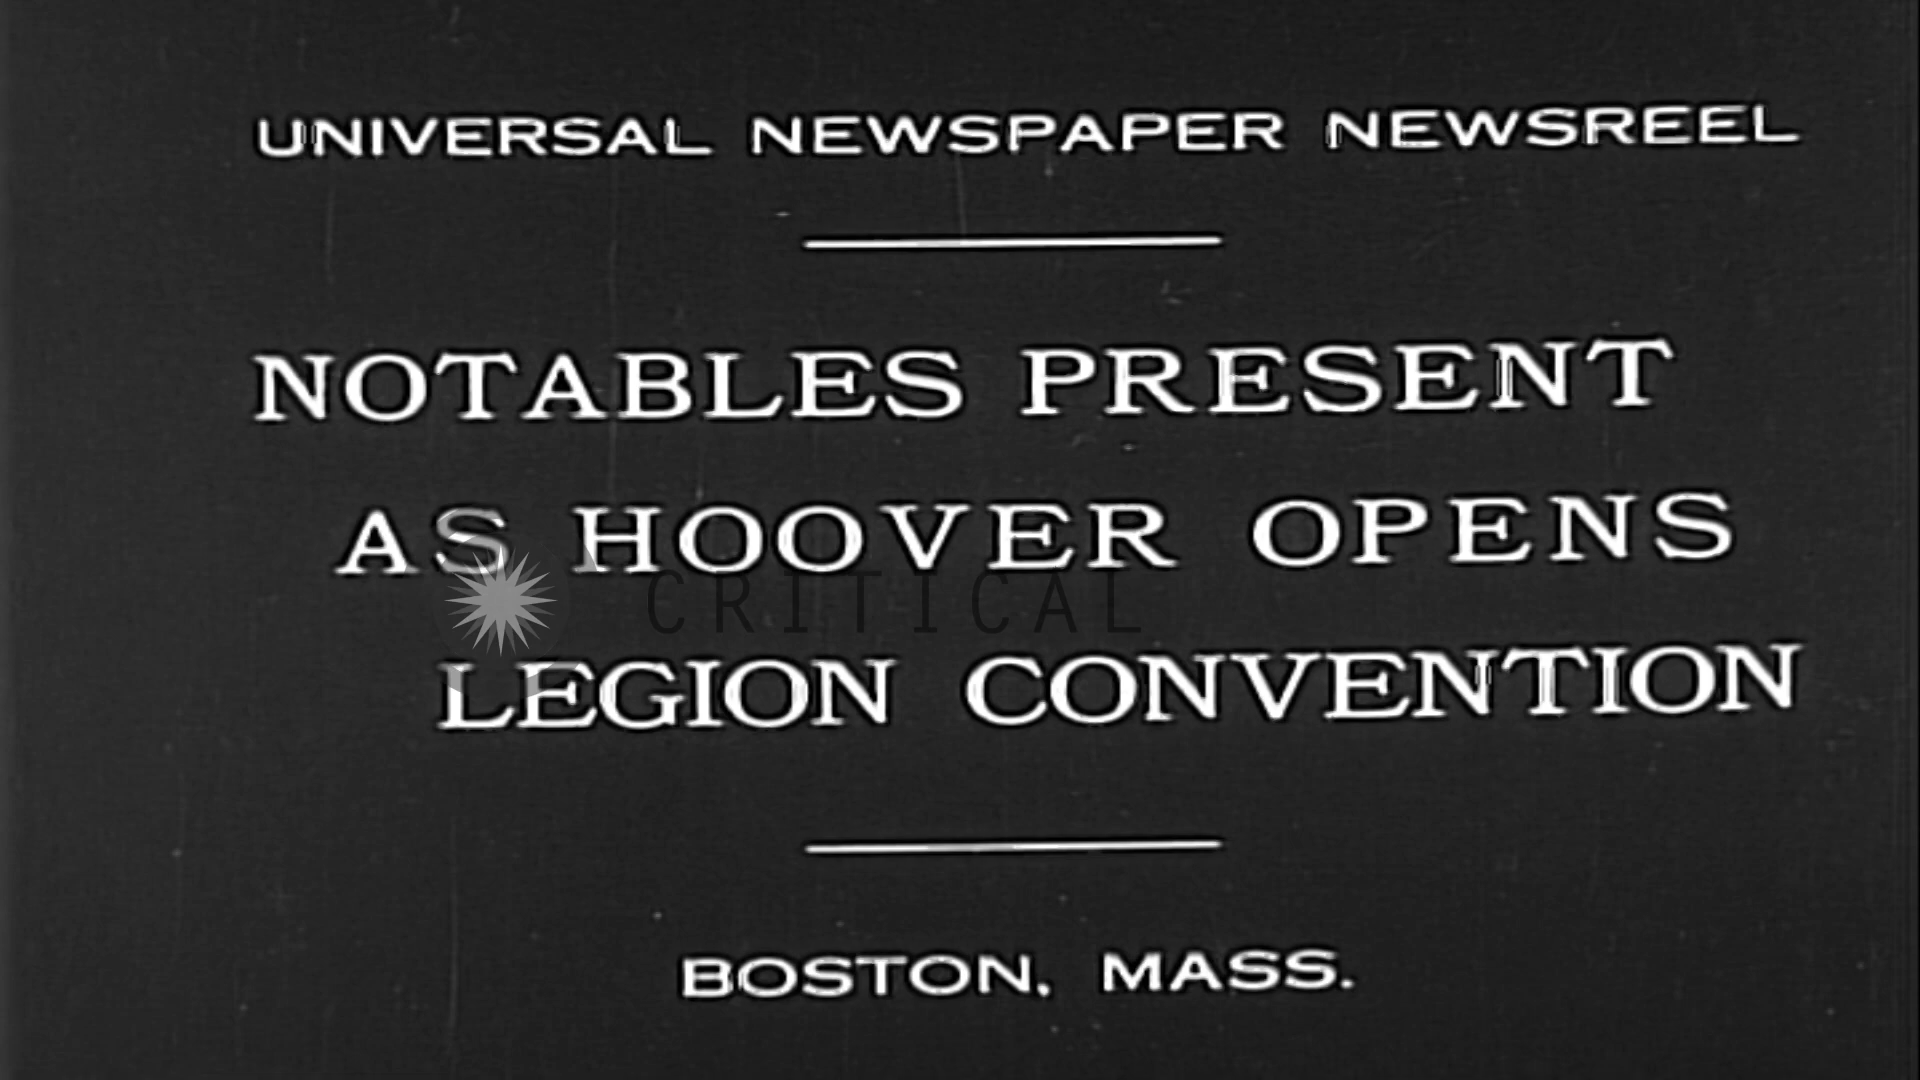 UNIVERSAL NEWSPAPER NEWSREEL
NOTABLES PRESENT
AS HOOVER OPENS
CRITICAL
LEGION CONVENTION
BOSTON, MASS.